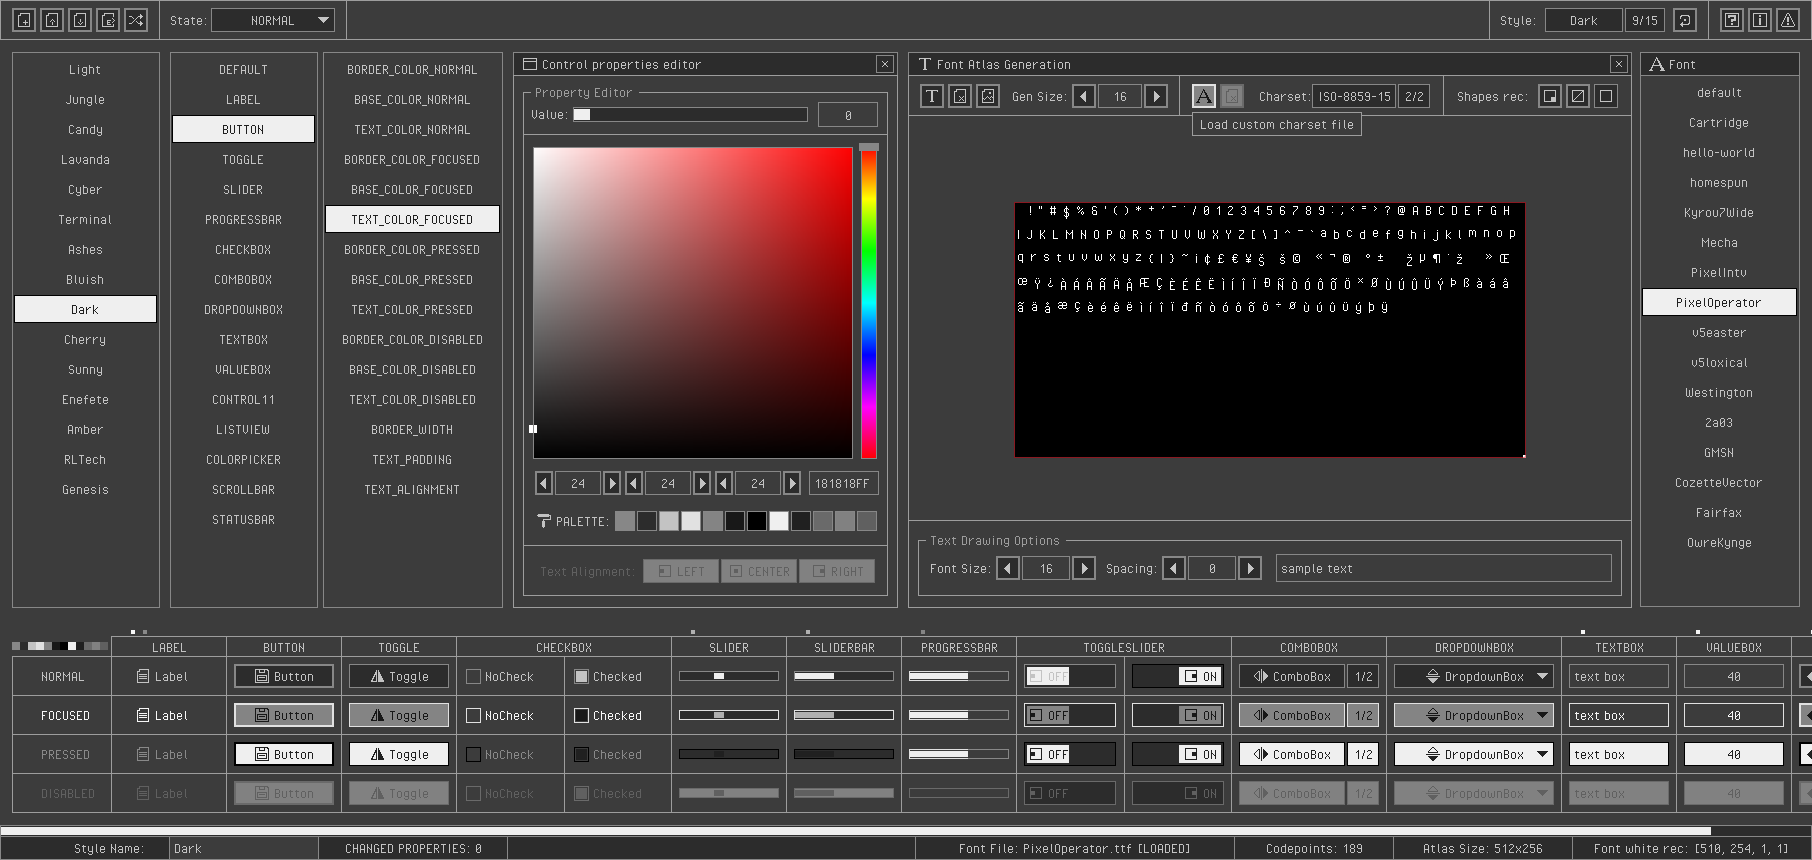 State: NORMAL Style: Dark 9/15
Light
Jungle
Candy
Lavanda
Cyber
Terminal
Ashes
Bluish
Dark
Cherry
Sunny
Enefete
Amber
RLTech
Genesis
DEFAULT
LABEL
BUTTON
TOGGLE
SLIDER
PROGRESSBAR
CHECKBOX
COMBOBOX
DROPDOWNBOX
TEXTBOX
VALUEBOX
CONTROL11
LISTVIEW
COLORPICKER
SCROLLBAR
STATUSBAR
BORDER_COLOR_NORMAL
BASE_COLOR_NORMAL
TEXT_COLOR_NORMAL
BORDER_COLOR_FOCUSED
BASE_COLOR_FOCUSED
TEXT_COLOR_FOCUSED
BORDER_COLOR_PRESSED
BASE_COLOR_PRESSED
TEXT_COLOR_PRESSED
BORDER_COLOR_DISABLED
BASE_COLOR_DISABLED
TEXT_COLOR_DISABLED
BORDER_WIDTH
TEXT_PADDING
TEXT_ALIGNMENT
Control properties editor
Property Editor
Value: 0
24 24 24 181818FF
PALETTE:
Text Alignment: LEFT CENTER RIGHT
Font Atlas Generation
Gen Size: 16 Charset: ISO-8859-15 2/2 Shapes rec:
Load custom charset file
! " # $ % & ' ( ) * + , - . / 0 1 2 3 4 5 6 7 8 9 : ; < = > ? @ A B C D E F G H
I J K L M N O P Q R S T U V W X Y Z [ \ ] ^ _ ` a b c d e f g h i j k l m n o p
q r s t u v w x y z { | } ~ ¡ ¢ £ € ¥ Š § š © ª « ¬ ® ¯ ° ± ² ³ Ž µ ¶ · ž ¹ º » Œ
œ Ÿ ¿ À Á Â Ã Ä Å Æ Ç È É Ê Ë Ì Í Î Ï Ð Ñ Ò Ó Ô Õ Ö × Ø Ù Ú Û Ü Ý Þ ß à á â
ã ä å æ ç è é ê ë ì í î ï ð ñ ò ó ô õ ö ÷ ø ù ú û ü ý þ ÿ
Text Drawing Options
Font Size: 16 Spacing: 0 sample text
Font
default
Cartridge
hello-world
homespun
Kyrou7Wide
Mecha
PixelIntv
PixelOperator
v5easter
v5loxical
Westington
2a03
GMSN
CozetteVector
Fairfax
OwreKynge
LABEL BUTTON TOGGLE CHECKBOX SLIDER SLIDERBAR PROGRESSBAR TOGGLESLIDER COMBOBOX DROPDOWNBOX TEXTBOX VALUEBOX
NORMAL Label Button Toggle NoCheck Checked OFF ON ComboBox 1/2 DropdownBox text box 40
FOCUSED Label Button Toggle NoCheck Checked OFF ON ComboBox 1/2 DropdownBox text box 40
PRESSED Label Button Toggle NoCheck Checked OFF ON ComboBox 1/2 DropdownBox text box 40
DISABLED Label Button Toggle NoCheck Checked OFF ON ComboBox 1/2 DropdownBox text box 40
Style Name: Dark CHANGED PROPERTIES: 0 Font File: PixelOperator.ttf [LOADED] Codepoints: 189 Atlas Size: 512x256 Font white rec: [510, 254, 1, 1]